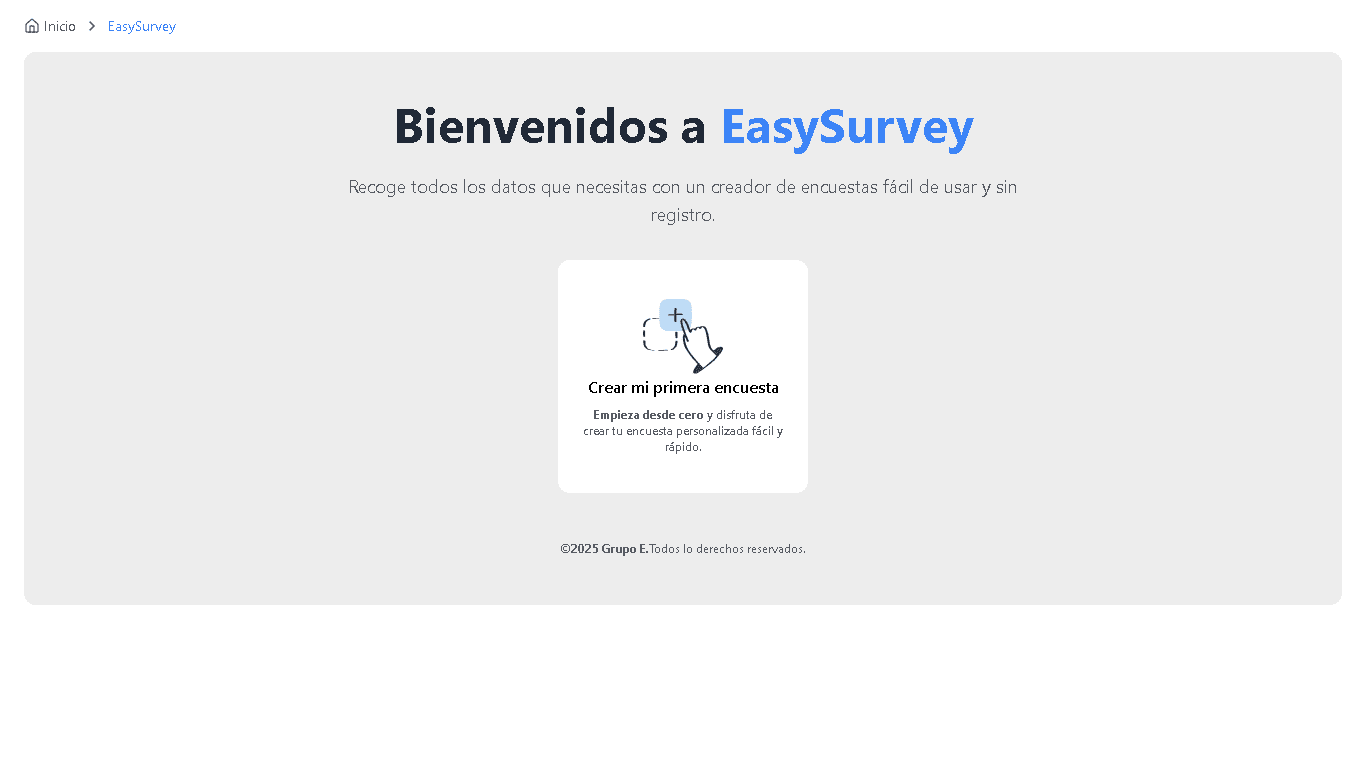 Inicio > EasySurvey
Bienvenidos a EasySurvey
Recoge todos los datos que necesitas con un creador de encuestas fácil de usar y sin
registro.
Crear mi primera encuesta
Empieza desde cero y disfruta de
crear tu encuesta personalizada fácil y
rápido.
©2025 Grupo E.Todos lo derechos reservados.